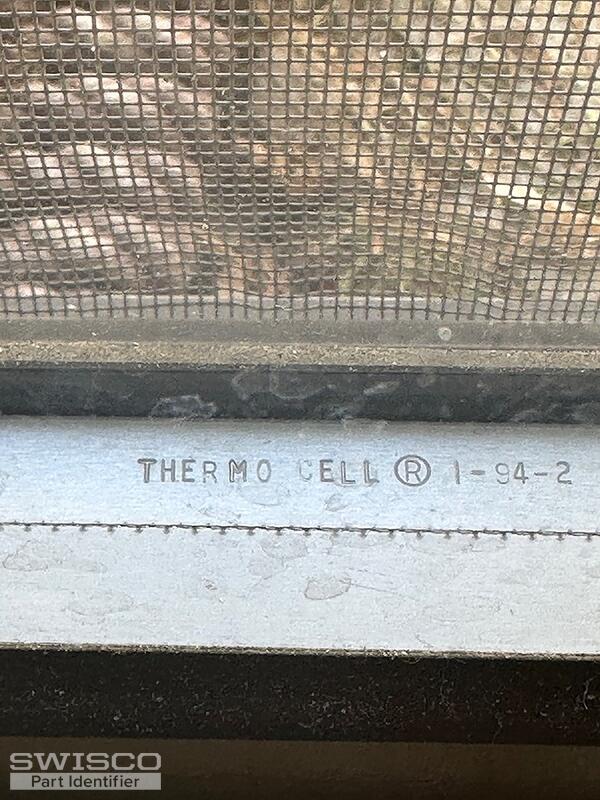 THERMO CELL ® 1-94-2
SWISCO
Part Identifier